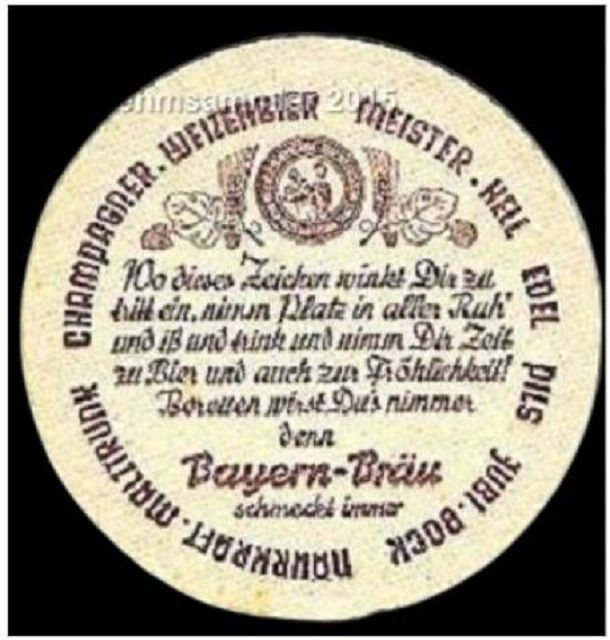 CHAMPAGNER-WEIZENBIER MEISTER-HELL EDEL PILS JUBI-BOCK NÄHRKRAFT-MALZTRUNK
Wo dieses Zeichen winkt Dir zu
tritt ein, nimm Platz in aller Ruh'
und iß und trink und nimm Dir Zeit
zu Bier und auch zur Fröhlichkeit!
Bereuen wirst Du's nimmer
denn
Bayern-Bräu
schmeckt immer
2015